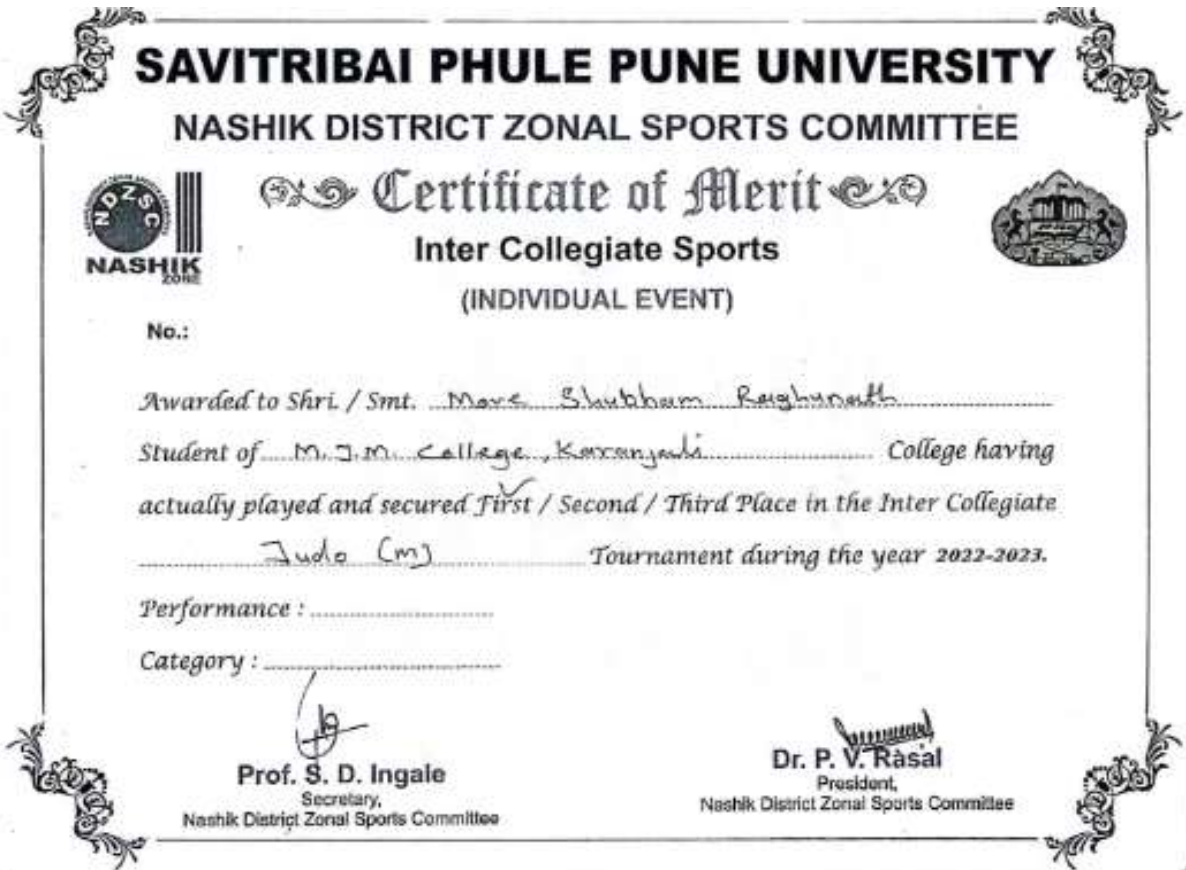 SAVITRIBAI PHULE PUNE UNIVERSITY
NASHIK DISTRICT ZONAL SPORTS COMMITTEE
NDZSC
NASHIK
ZONE
Certificate of Merit
Inter Collegiate Sports
(INDIVIDUAL EVENT)
No.:
Awarded to Shri. / Smt. More Shubham Raghunath
Student of M.J.M. College, Karanjali College having
actually played and secured First / Second / Third Place in the Inter Collegiate
Judo (M) Tournament during the year 2022-2023.
Performance :
Category :
Prof. S. D. Ingale
Secretary,
Nashik District Zonal Sports Committee
Dr. P. V. Rasal
President,
Nashik District Zonal Sports Committee